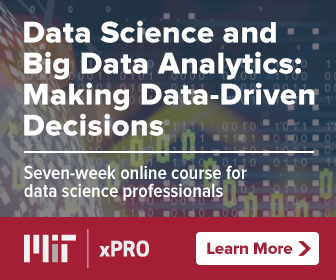 Data Science and
Big Data Analytics:
Making Data-Driven
Decisions
Seven-week online course for
data science professionals
MIT xPRO
Learn More